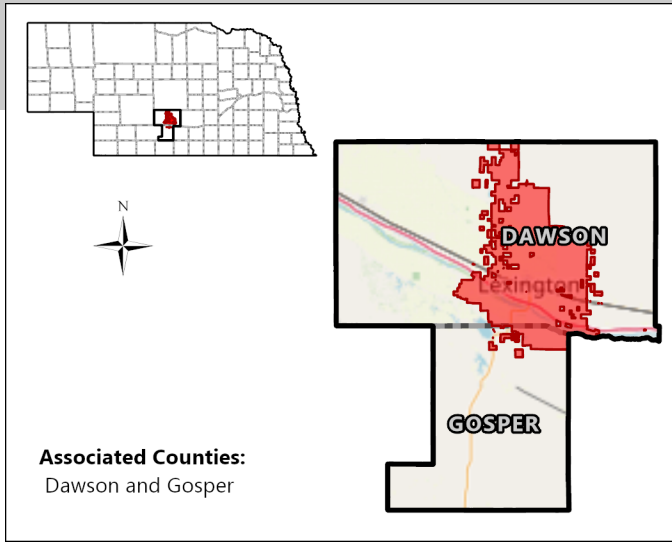 N
DAWSON
Lexington
GOSPER
Associated Counties:
Dawson and Gosper